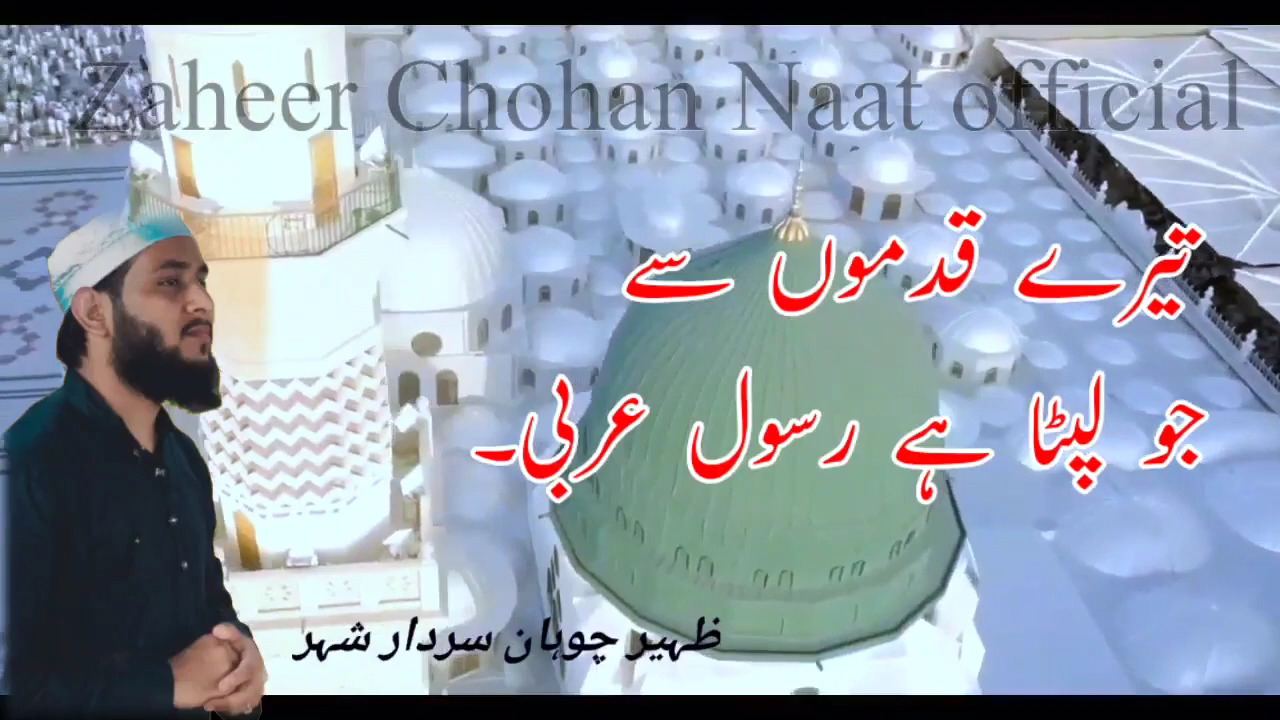 Zaheer Chohan Naat official
تیرے قدموں سے
جو لپٹا ہے رسول عربی۔
ظہیر چوہان سردار شہر